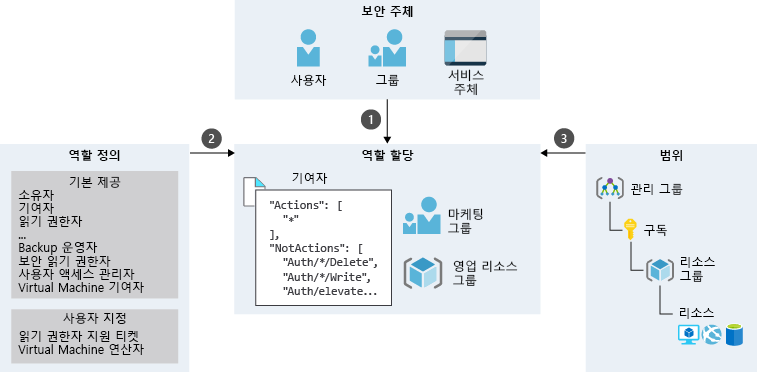 보안 주체
사용자
그룹
서비스
주체
1
2
3
역할 정의
기본 제공
소유자
기여자
읽기 권한자
...
Backup 운영자
보안 읽기 권한자
사용자 액세스 관리자
Virtual Machine 기여자
사용자 지정
읽기 권한자 지원 티켓
Virtual Machine 연산자
역할 할당
기여자
"Actions": [
"*"
],
"NotActions": [
"Auth/*/Delete",
"Auth/*/Write",
"Auth/elevate...
마케팅
그룹
영업 리소스
그룹
범위
관리 그룹
구독
리소스
그룹
리소스